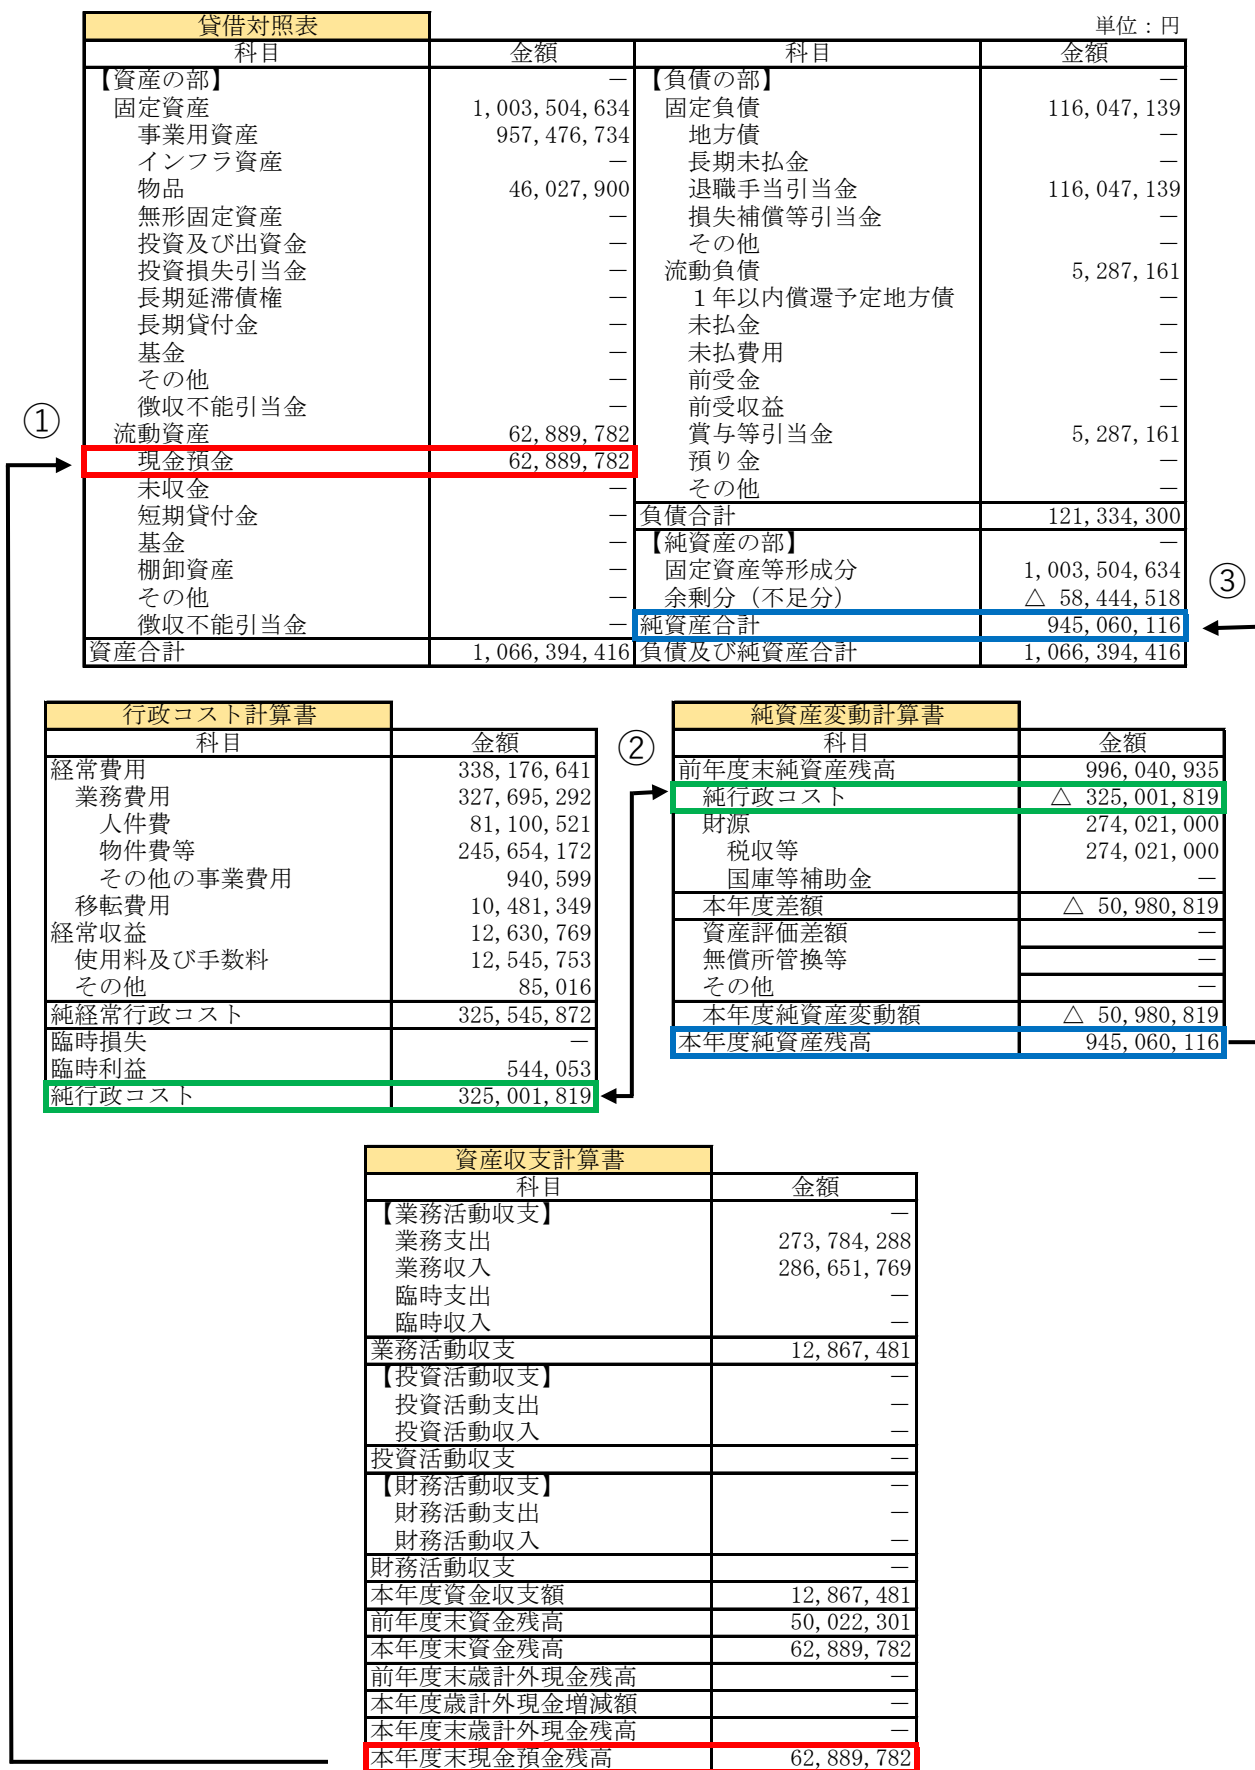 貸借対照表 単位：円
科目 金額 科目 金額
【資産の部】 － 【負債の部】 －
固定資産 1,003,504,634 固定負債 116,047,139
事業用資産 957,476,734 地方債 －
インフラ資産 － 長期未払金 －
物品 46,027,900 退職手当引当金 116,047,139
無形固定資産 － 損失補償等引当金 －
投資及び出資金 － その他 －
投資損失引当金 － 流動負債 5,287,161
長期延滞債権 － １年以内償還予定地方債 －
長期貸付金 － 未払金 －
基金 － 未払費用 －
その他 － 前受金 －
徴収不能引当金 － 前受収益 －
① 流動資産 62,889,782 賞与等引当金 5,287,161
現金預金 62,889,782 預り金 －
未収金 － その他 －
短期貸付金 － 負債合計 121,334,300
基金 － 【純資産の部】 －
棚卸資産 － 固定資産等形成分 1,003,504,634 ③
その他 － 余剰分（不足分） △ 58,444,518
徴収不能引当金 － 純資産合計 945,060,116
資産合計 1,066,394,416 負債及び純資産合計 1,066,394,416
行政コスト計算書
科目 金額
経常費用 338,176,641
業務費用 327,695,292
人件費 81,100,521
物件費等 245,654,172
その他の事業費用 940,599
移転費用 10,481,349
経常収益 12,630,769
使用料及び手数料 12,545,753
その他 85,016
純経常行政コスト 325,545,872
臨時損失 －
臨時利益 544,053
純行政コスト 325,001,819
②
純資産変動計算書
科目 金額
前年度末純資産残高 996,040,935
純行政コスト △ 325,001,819
財源 274,021,000
税収等 274,021,000
国庫等補助金 －
本年度差額 △ 50,980,819
資産評価差額 －
無償所管換等 －
その他 －
本年度純資産変動額 △ 50,980,819
本年度純資産残高 945,060,116
資産収支計算書
科目 金額
【業務活動収支】 －
業務支出 273,784,288
業務収入 286,651,769
臨時支出 －
臨時収入 －
業務活動収支 12,867,481
【投資活動収支】 －
投資活動支出 －
投資活動収入 －
投資活動収支 －
【財務活動収支】 －
財務活動支出 －
財務活動収入 －
財務活動収支 －
本年度資金収支額 12,867,481
前年度末資金残高 50,022,301
本年度末資金残高 62,889,782
前年度末歳計外現金残高 －
本年度歳計外現金増減額 －
本年度末歳計外現金残高 －
本年度末現金預金残高 62,889,782